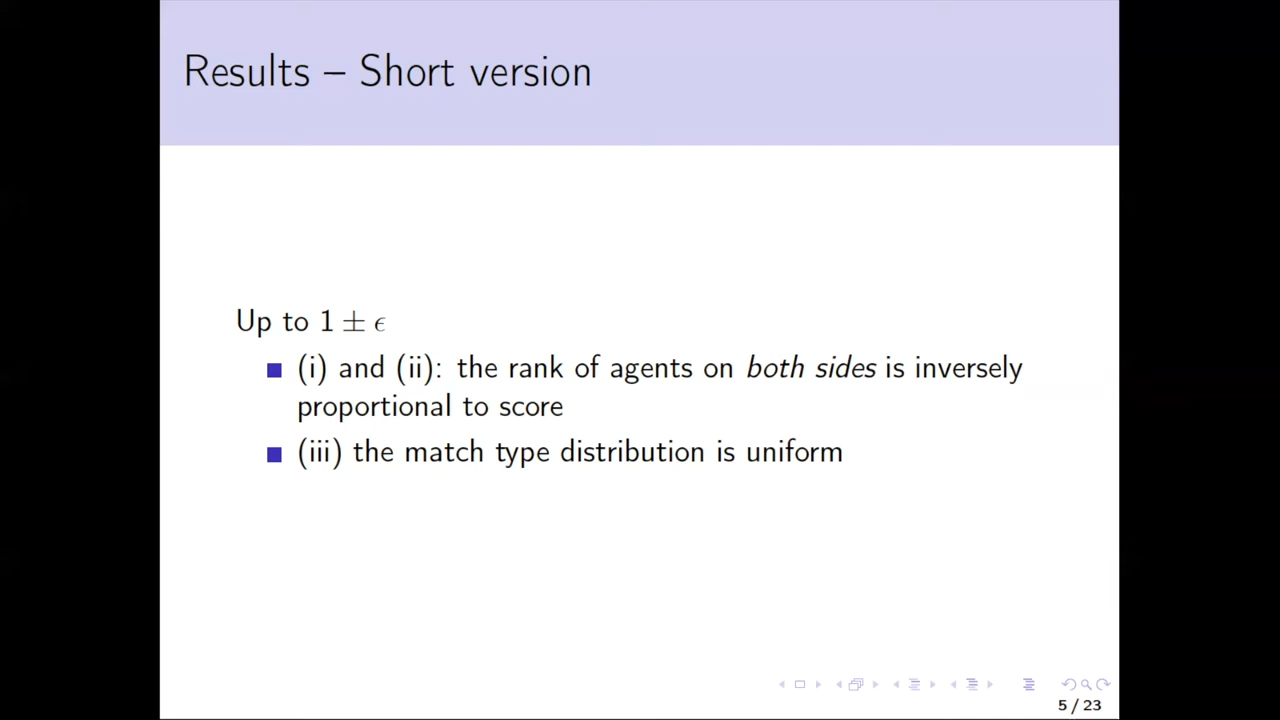 Results – Short version
Up to 1 ± ϵ
(i) and (ii): the rank of agents on both sides is inversely
proportional to score
(iii) the match type distribution is uniform
5 / 23